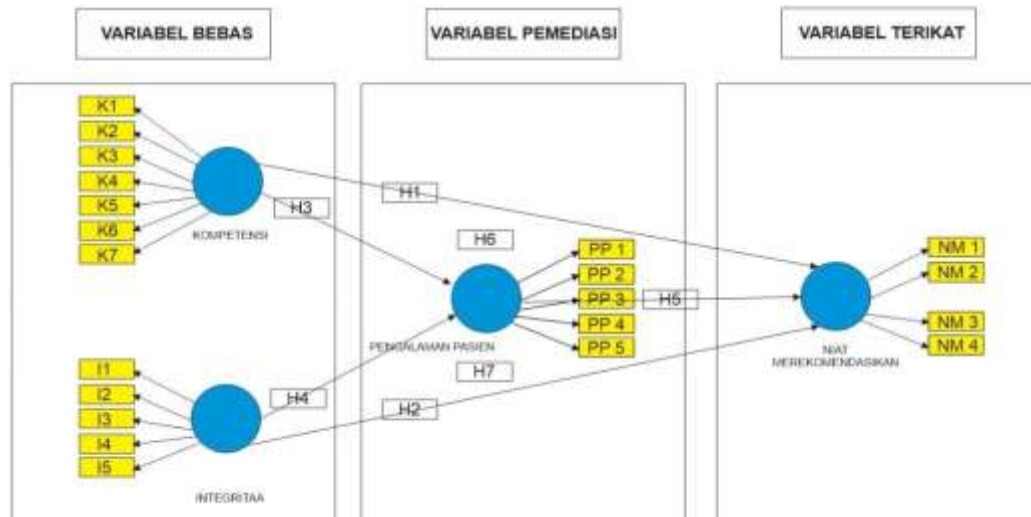 VARIABEL BEBAS
VARIABEL PEMEDIASI
VARIABEL TERIKAT
K1
K2
K3
K4
K5
K6
K7
KOMPETENSI
H3
H1
H6
PP 1
PP 2
PP 3
PP 4
PP 5
PENGALAMAN PASIEN
H5
NM 1
NM 2
NM 3
NM 4
NIAT
MEREKOMENDASIKAN
H7
H4
H2
I1
I2
I3
I4
I5
INTEGRITAA